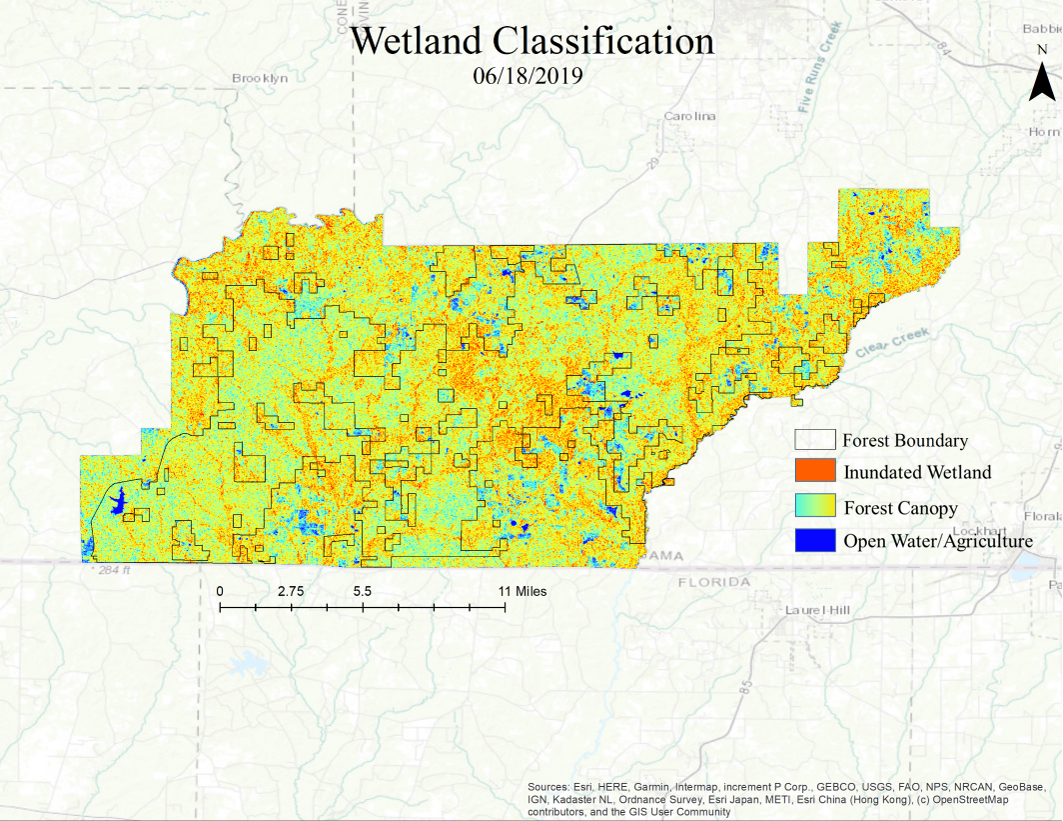 CONE
Wetland Classification
06/18/2019
Brooklyn
84
Babbie
N
Five Runs Creek
Carolina
Horn
29
Clear Creek
Forest Boundary
Inundated Wetland
Forest Canopy
Open Water/Agriculture
Lockhart
Florala
AMA
284 ft
FLORIDA
0 2.75 5.5 11 Miles
Laurel Hill
85
Sources: Esri, HERE, Garmin, Intermap, increment P Corp., GEBCO, USGS, FAO, NPS, NRCAN, GeoBase,
IGN, Kadaster NL, Ordnance Survey, Esri Japan, METI, Esri China (Hong Kong), (c) OpenStreetMap
contributors, and the GIS User Community